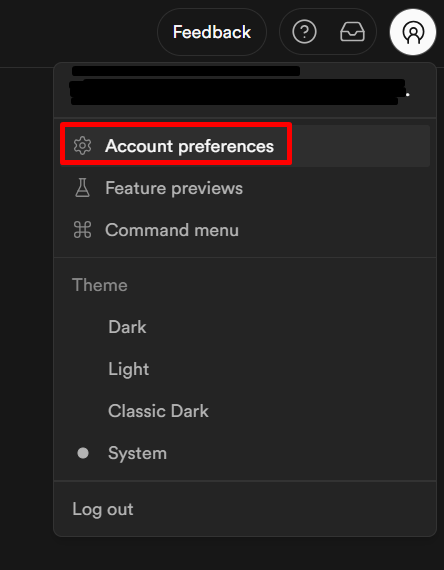 Feedback
Account preferences
Feature previews
Command menu
Theme
Dark
Light
Classic Dark
System
Log out